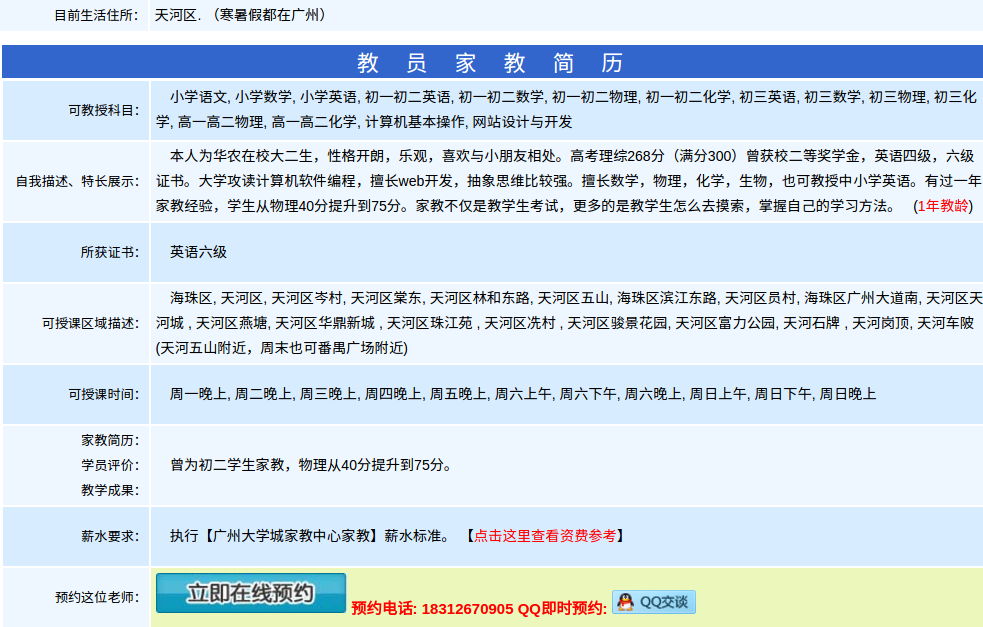 目前生活住所： 天河区. （寒暑假都在广州）
教 员 家 教 简 历
可教授科目： 小学语文, 小学数学, 小学英语, 初一初二英语, 初一初二数学, 初一初二物理, 初一初二化学, 初三英语, 初三数学, 初三物理, 初三化
学, 高一高二物理, 高一高二化学, 计算机基本操作, 网站设计与开发
自我描述、特长展示： 本人为华农在校大二生，性格开朗，乐观，喜欢与小朋友相处。高考理综268分（满分300）曾获校二等奖学金，英语四级，六级
证书。大学攻读计算机软件编程，擅长web开发，抽象思维比较强。擅长数学，物理，化学，生物，也可教授中小学英语。有过一年
家教经验，学生从物理40分提升到75分。家教不仅是教学生考试，更多的是教学生怎么去摸索，掌握自己的学习方法。 (1年教龄)
所获证书： 英语六级
可授课区域描述： 海珠区, 天河区, 天河区岑村, 天河区棠东, 天河区林和东路, 天河区五山, 海珠区滨江东路, 天河区员村, 海珠区广州大道南, 天河区天
河城 , 天河区燕塘, 天河区华鼎新城 , 天河区珠江苑 , 天河区冼村 , 天河区骏景花园, 天河区富力公园, 天河石牌 , 天河岗顶, 天河车陂
(天河五山附近，周末也可番禺广场附近)
可授课时间： 周一晚上, 周二晚上, 周三晚上, 周四晚上, 周五晚上, 周六上午, 周六下午, 周六晚上, 周日上午, 周日下午, 周日晚上
家教简历：
学员评价： 曾为初二学生家教，物理从40分提升到75分。
教学成果：
薪水要求： 执行【广州大学城家教中心家教】薪水标准。 【点击这里查看资费参考】
预约这位老师： 立即在线预约 预约电话: 18312670905 QQ即时预约: QQ交谈